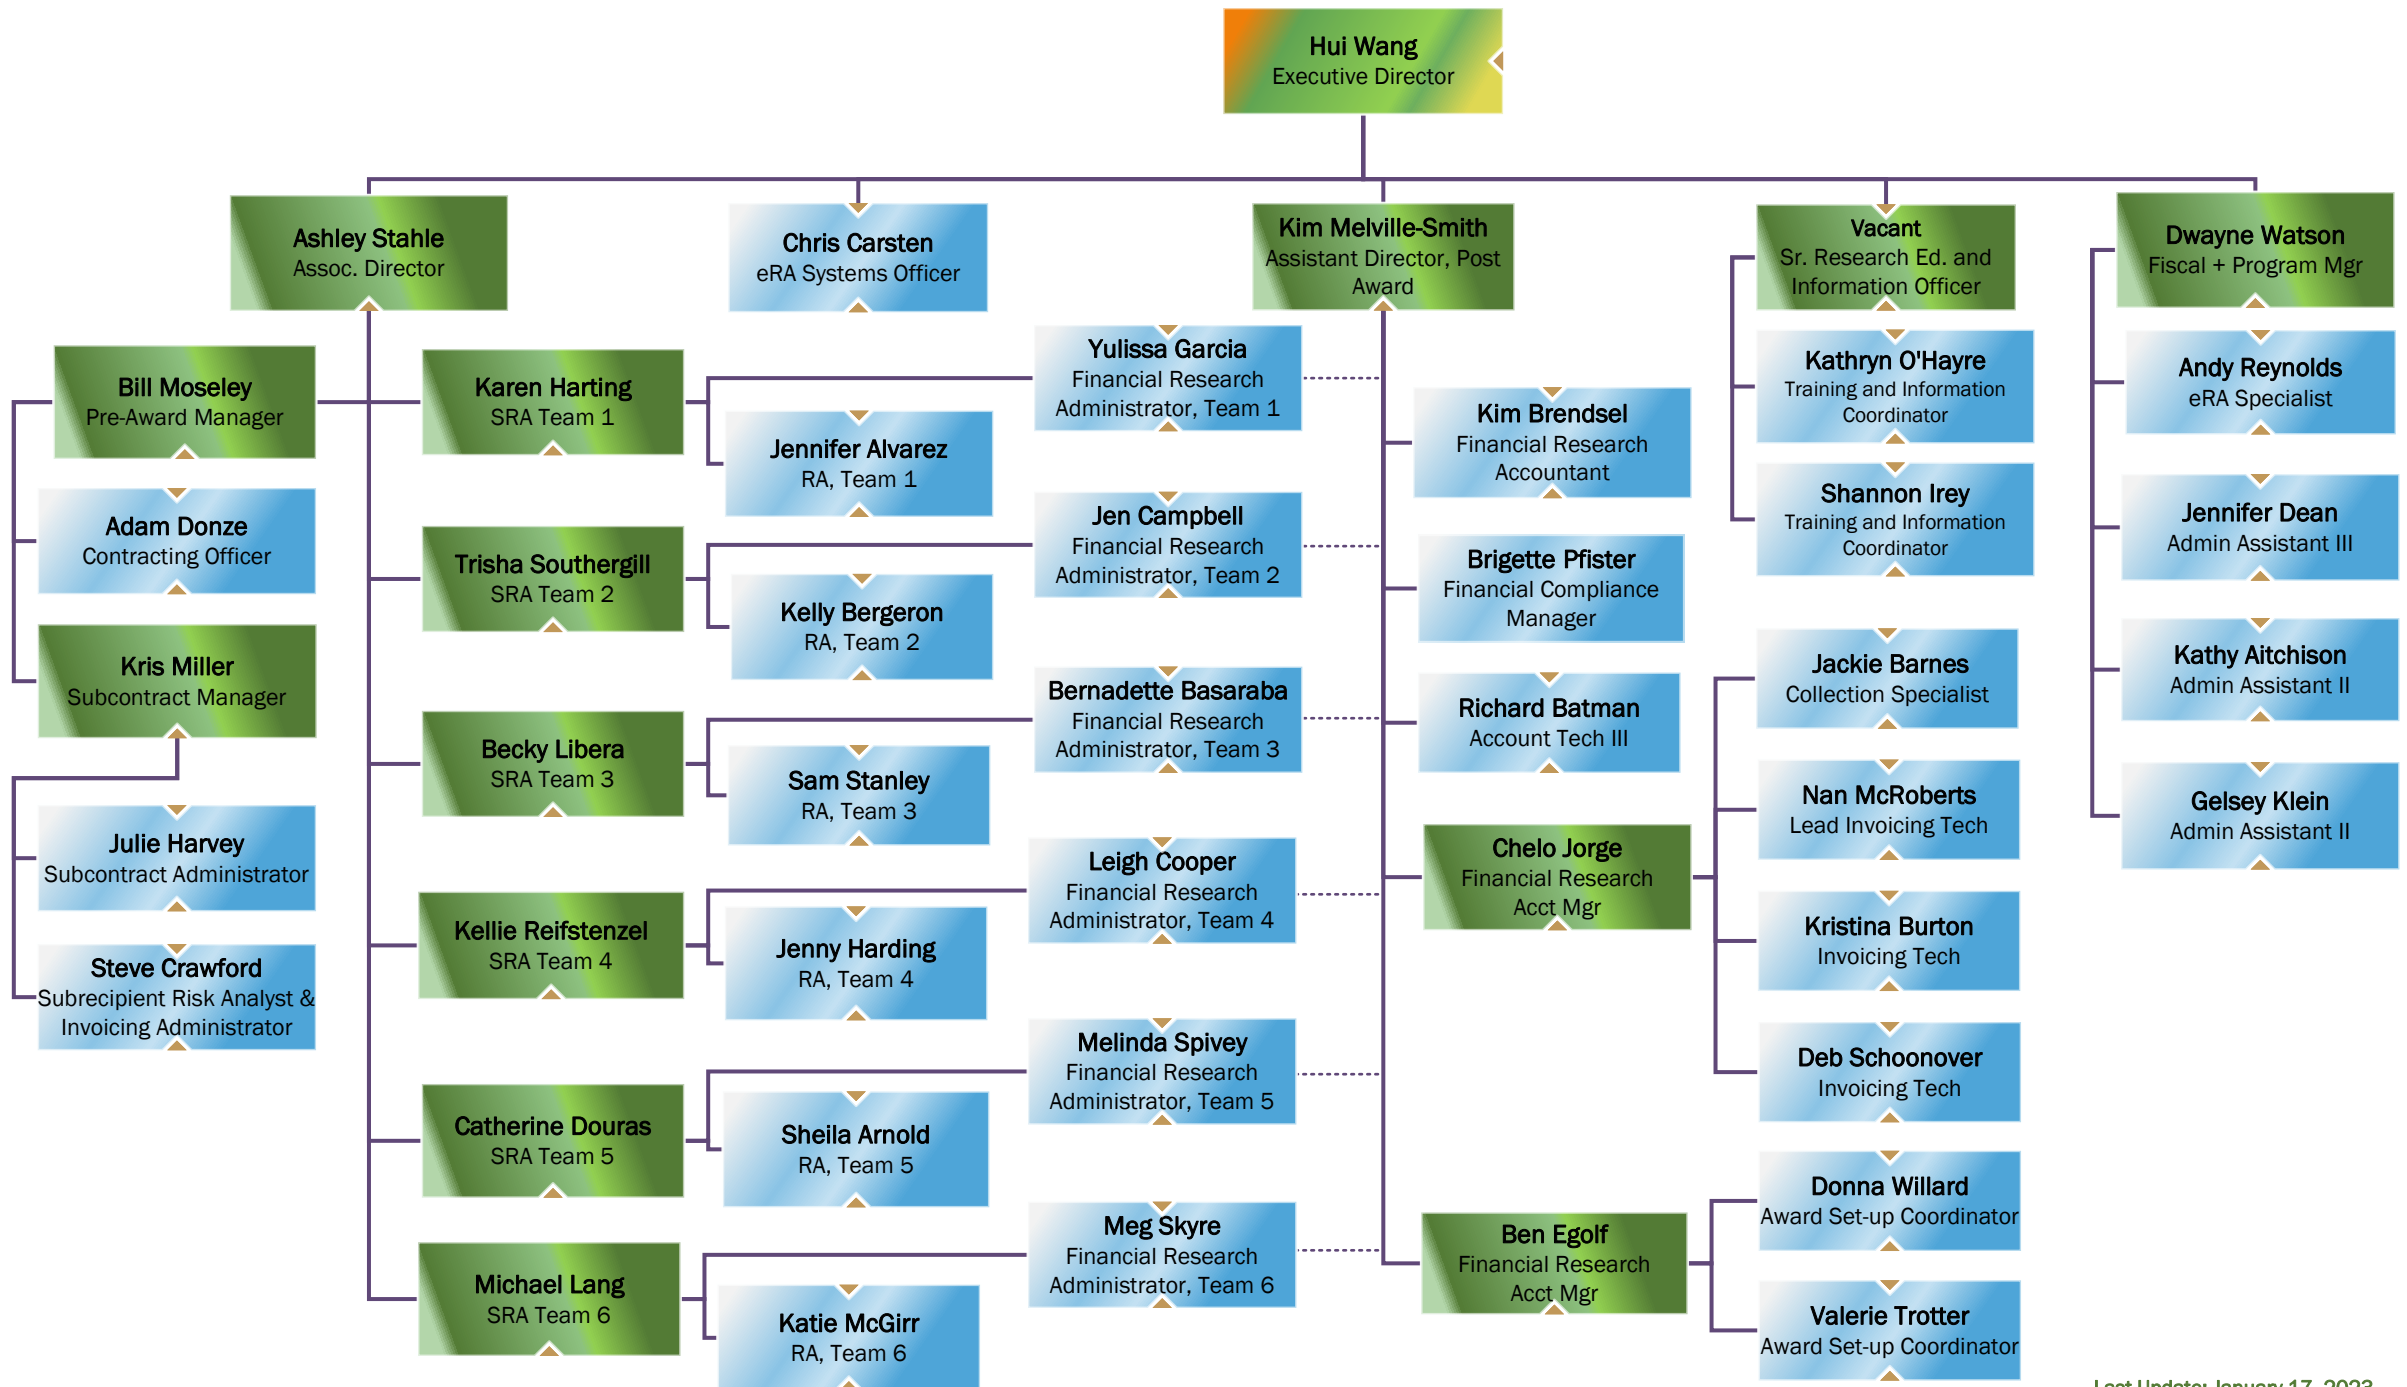 Hui Wang
Executive Director
Ashley Stahle
Assoc. Director
Chris Carsten
eRA Systems Officer
Kim Melville-Smith
Assistant Director, Post
Award
Vacant
Sr. Research Ed. and
Information Officer
Dwayne Watson
Fiscal + Program Mgr
Bill Moseley
Pre-Award Manager
Adam Donze
Contracting Officer
Kris Miller
Subcontract Manager
Julie Harvey
Subcontract Administrator
Steve Crawford
Subrecipient Risk Analyst &
Invoicing Administrator
Karen Harting
SRA Team 1
Yulissa Garcia
Financial Research
Administrator, Team 1
Jennifer Alvarez
RA, Team 1
Trisha Southergill
SRA Team 2
Jen Campbell
Financial Research
Administrator, Team 2
Kelly Bergeron
RA, Team 2
Becky Libera
SRA Team 3
Bernadette Basaraba
Financial Research
Administrator, Team 3
Sam Stanley
RA, Team 3
Kellie Reifstenzel
SRA Team 4
Leigh Cooper
Financial Research
Administrator, Team 4
Jenny Harding
RA, Team 4
Catherine Douras
SRA Team 5
Melinda Spivey
Financial Research
Administrator, Team 5
Sheila Arnold
RA, Team 5
Michael Lang
SRA Team 6
Meg Skyre
Financial Research
Administrator, Team 6
Katie McGirr
RA, Team 6
Kim Brendsel
Financial Research
Accountant
Brigette Pfister
Financial Compliance
Manager
Richard Batman
Account Tech III
Chelo Jorge
Financial Research
Acct Mgr
Jackie Barnes
Collection Specialist
Nan McRoberts
Lead Invoicing Tech
Kristina Burton
Invoicing Tech
Deb Schoonover
Invoicing Tech
Ben Egolf
Financial Research
Acct Mgr
Donna Willard
Award Set-up Coordinator
Valerie Trotter
Award Set-up Coordinator
Kathryn O'Hayre
Training and Information
Coordinator
Shannon Irey
Training and Information
Coordinator
Andy Reynolds
eRA Specialist
Jennifer Dean
Admin Assistant III
Kathy Aitchison
Admin Assistant II
Gelsey Klein
Admin Assistant II
Last Update: January 17, 2023